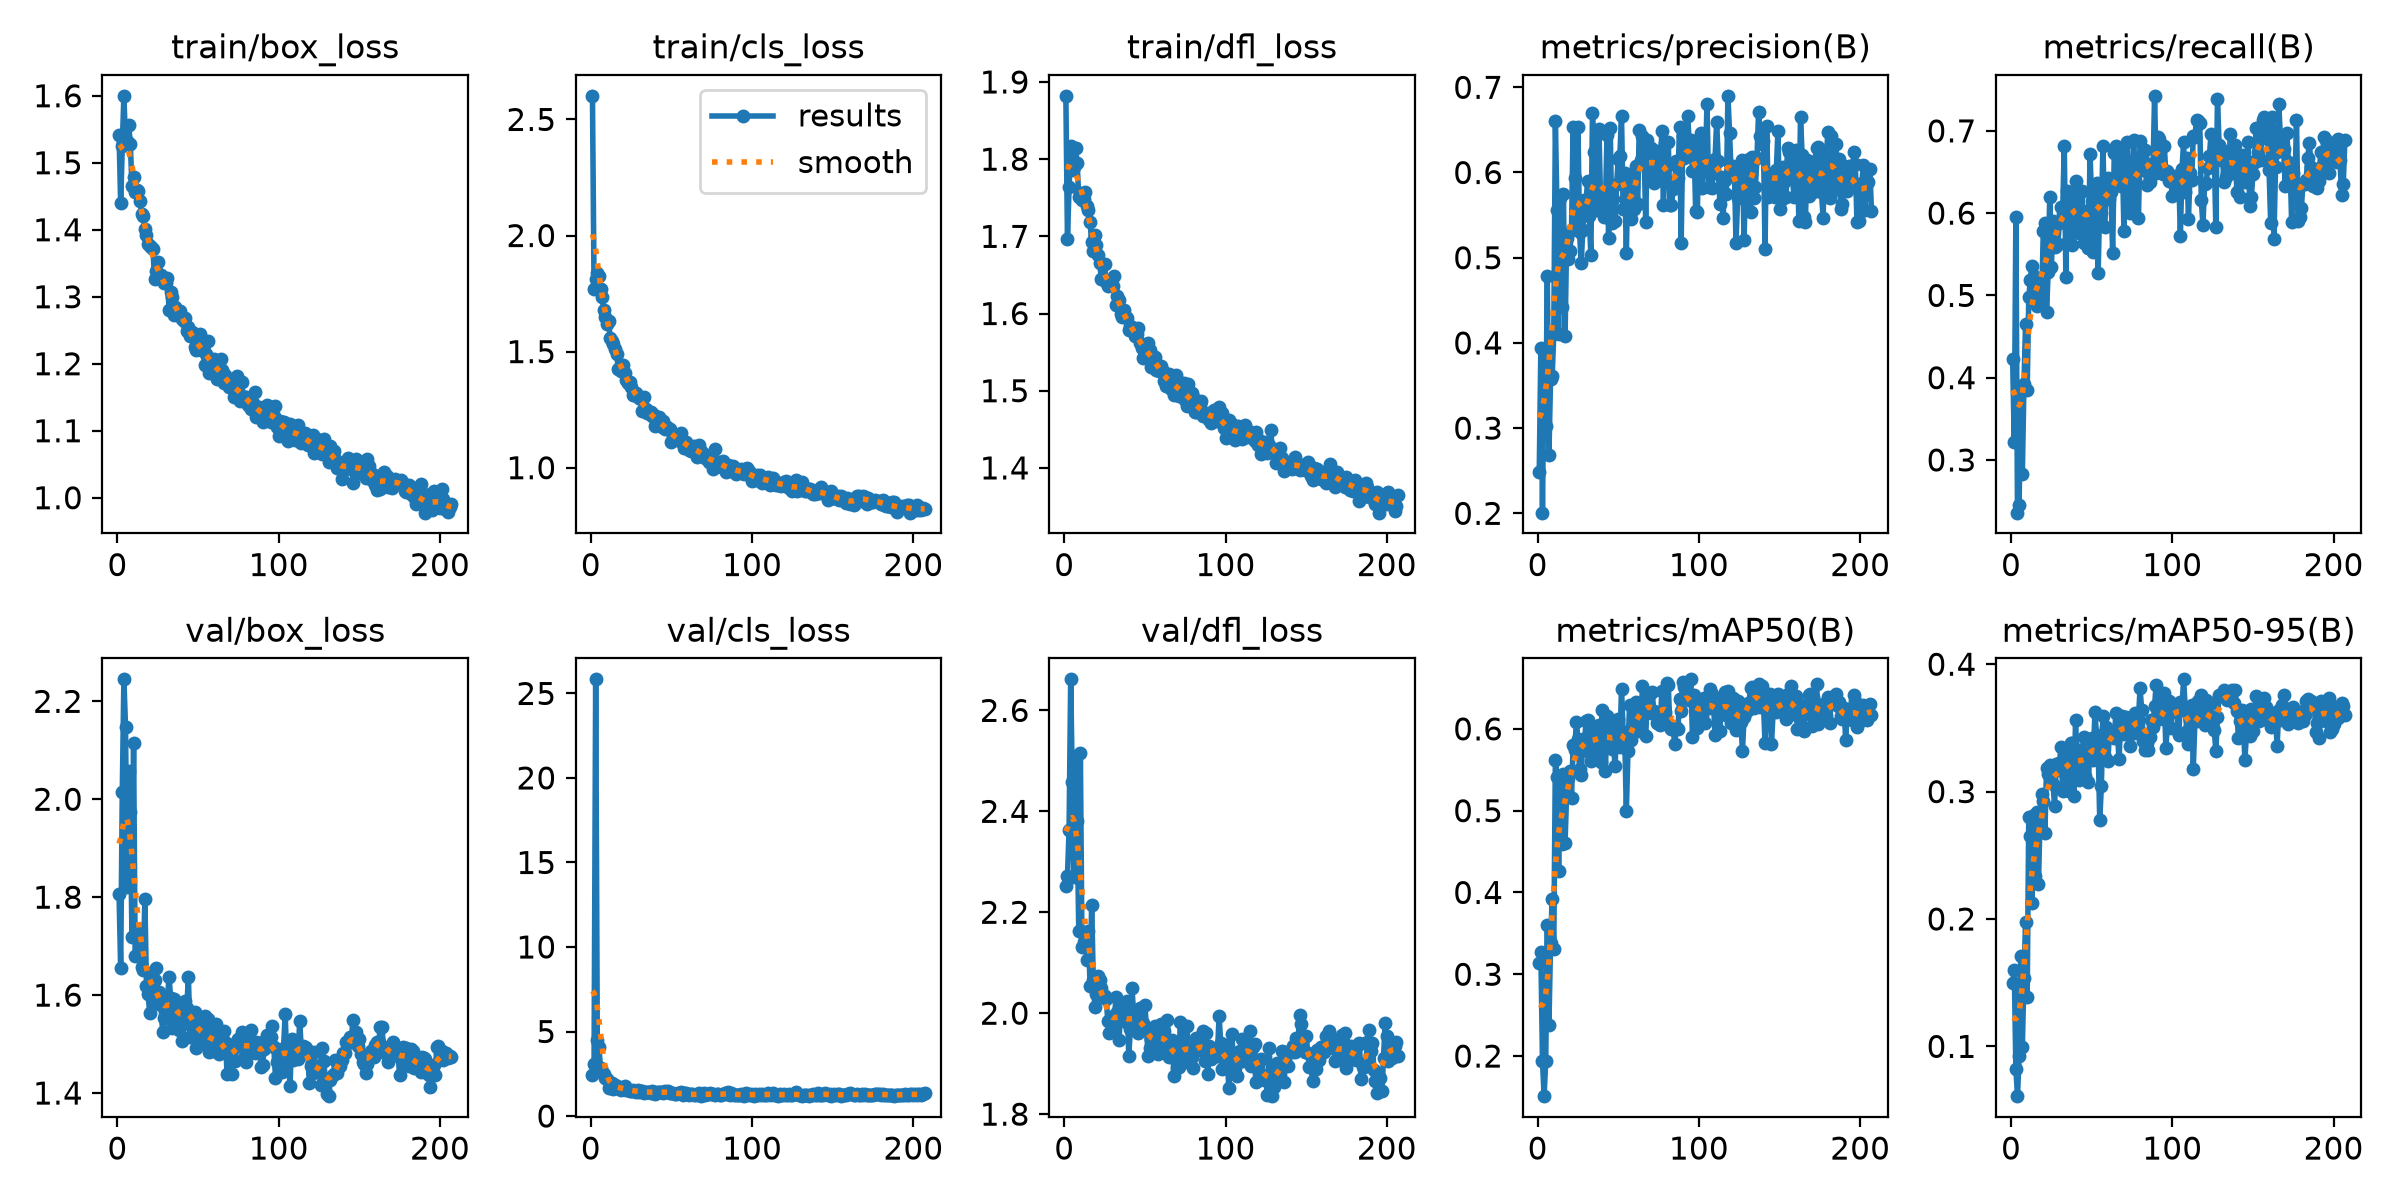 train/box_loss
train/cls_loss
train/dfl_loss
metrics/precision(B)
metrics/recall(B)
1.6
1.5
1.4
1.3
1.2
1.1
1.0
0 100 200
results
smooth
2.5
2.0
1.5
1.0
0 100 200
1.9
1.8
1.7
1.6
1.5
1.4
0 100 200
0.7
0.6
0.5
0.4
0.3
0.2
0 100 200
0.7
0.6
0.5
0.4
0.3
0 100 200
val/box_loss
val/cls_loss
val/dfl_loss
metrics/mAP50(B)
metrics/mAP50-95(B)
2.2
2.0
1.8
1.6
1.4
0 100 200
25
20
15
10
5
0
0 100 200
2.6
2.4
2.2
2.0
1.8
0 100 200
0.6
0.5
0.4
0.3
0.2
0 100 200
0.4
0.3
0.2
0.1
0 100 200